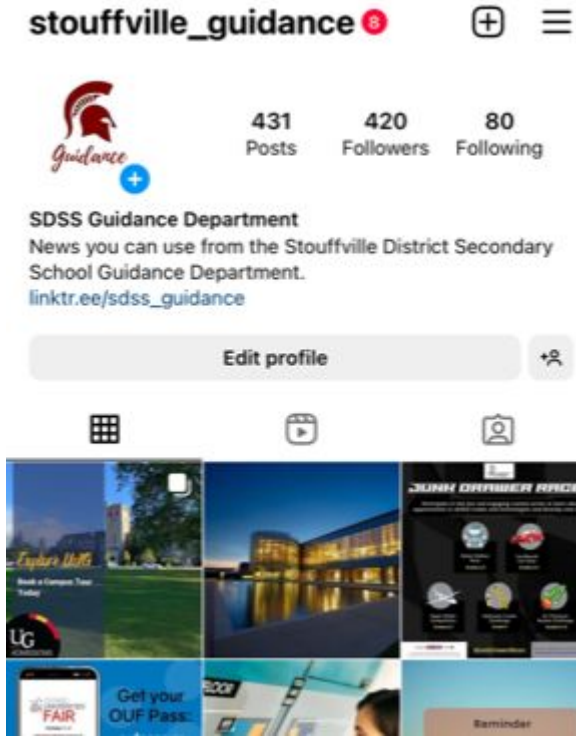 stouffville_guidance 8
Guidance
431 420 80
Posts Followers Following
SDSS Guidance Department
News you can use from the Stouffville District Secondary
School Guidance Department.
linktr.ee/sdss_guidance
Edit profile
Explore UofG
Book a Campus Tour
Today
UG
JUNK DRAWER RACE
FAIR
Get your
OUF Pass:
Reminder